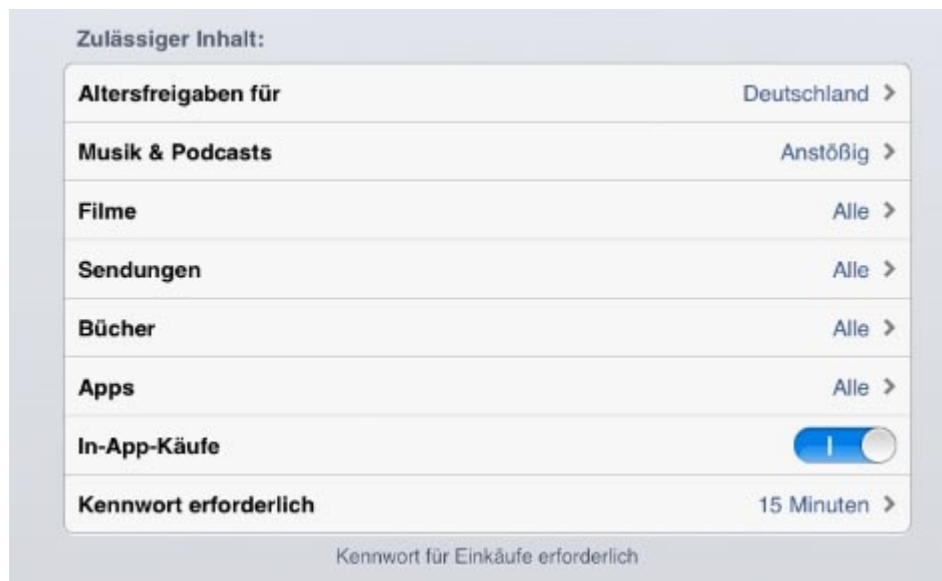 Zulässiger Inhalt:
Altersfreigaben für Deutschland
Musik & Podcasts Anstößig
Filme Alle
Sendungen Alle
Bücher Alle
Apps Alle
In-App-Käufe
Kennwort erforderlich 15 Minuten
Kennwort für Einkäufe erforderlich